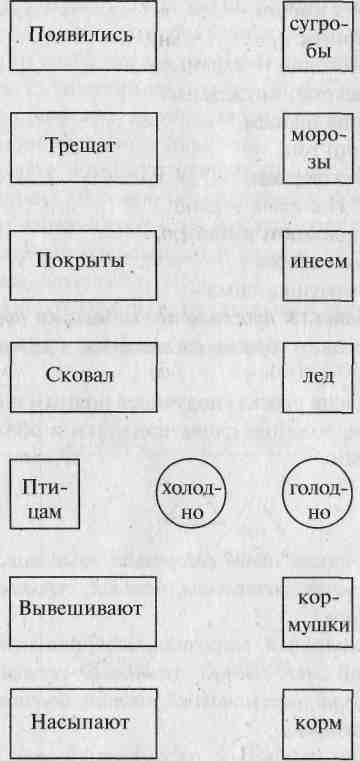 Появились
сугро-
бы
Трещат
моро-
зы
Покрыты
инеем
Сковал
лед
Пти-
цам
холод-
но
голод-
но
Вывешивают
кор-
мушки
Насыпают
корм